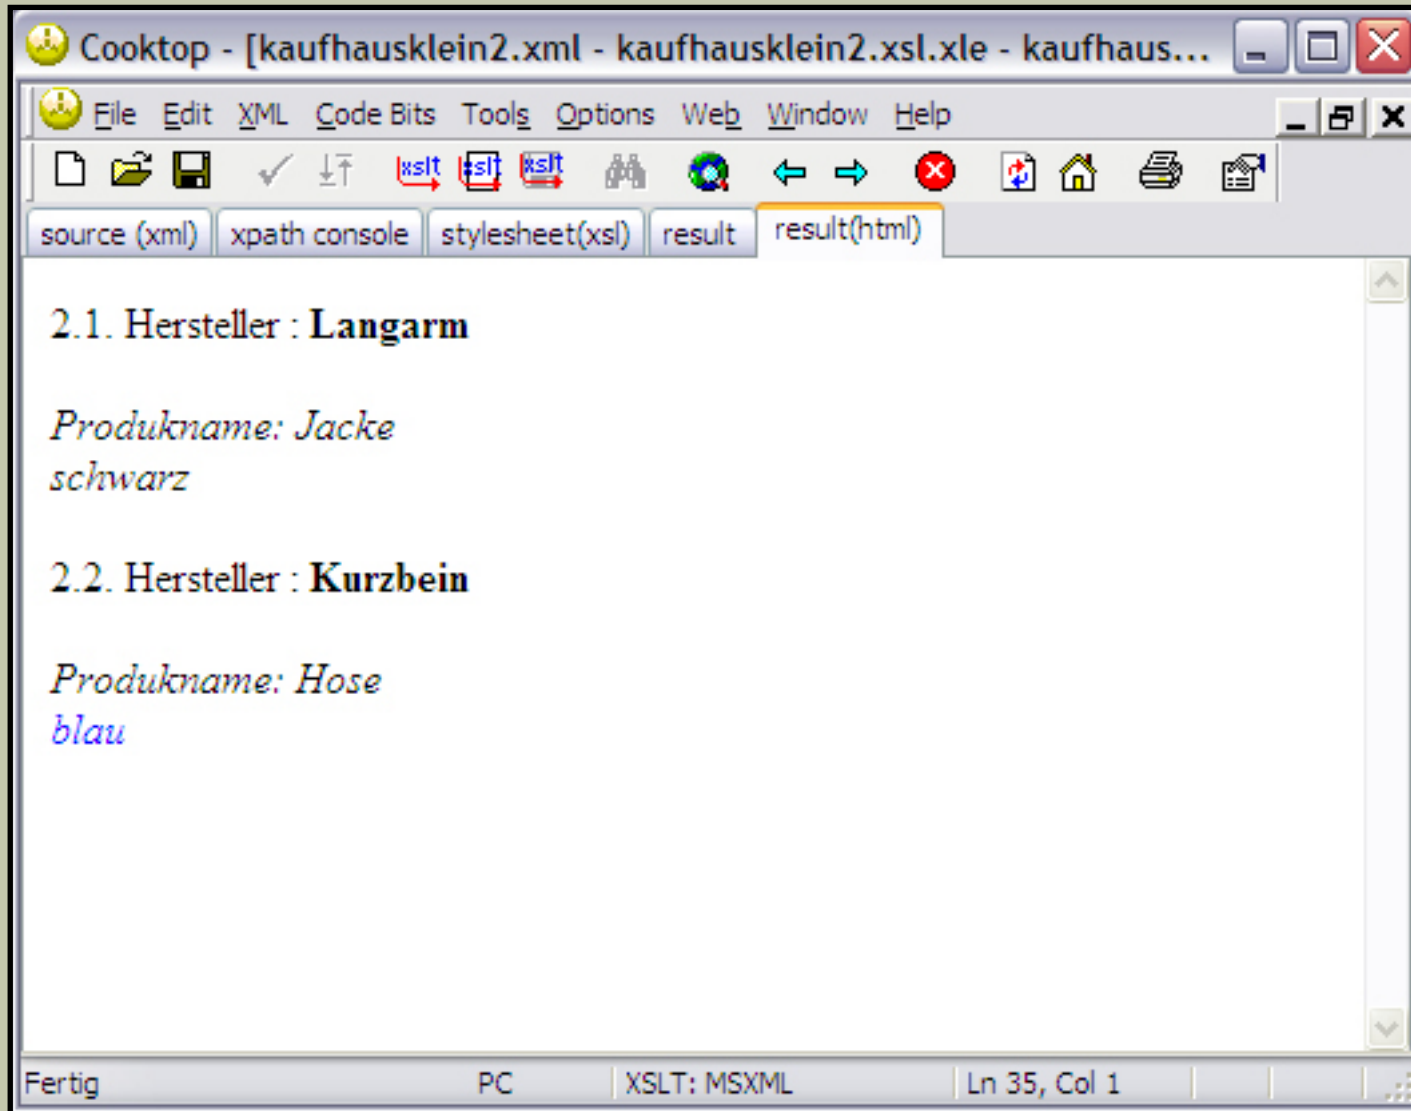 Cooktop - [kaufhausklein2.xml - kaufhausklein2.xsl.xle - kaufhaus...
File Edit XML Code Bits Tools Options Web Window Help
xslt xslt xslt
source (xml) xpath console stylesheet(xsl) result result(html)
2.1. Hersteller : Langarm
Produkname: Jacke
schwarz
2.2. Hersteller : Kurzbein
Produkname: Hose
blau
Fertig PC XSLT: MSXML Ln 35, Col 1